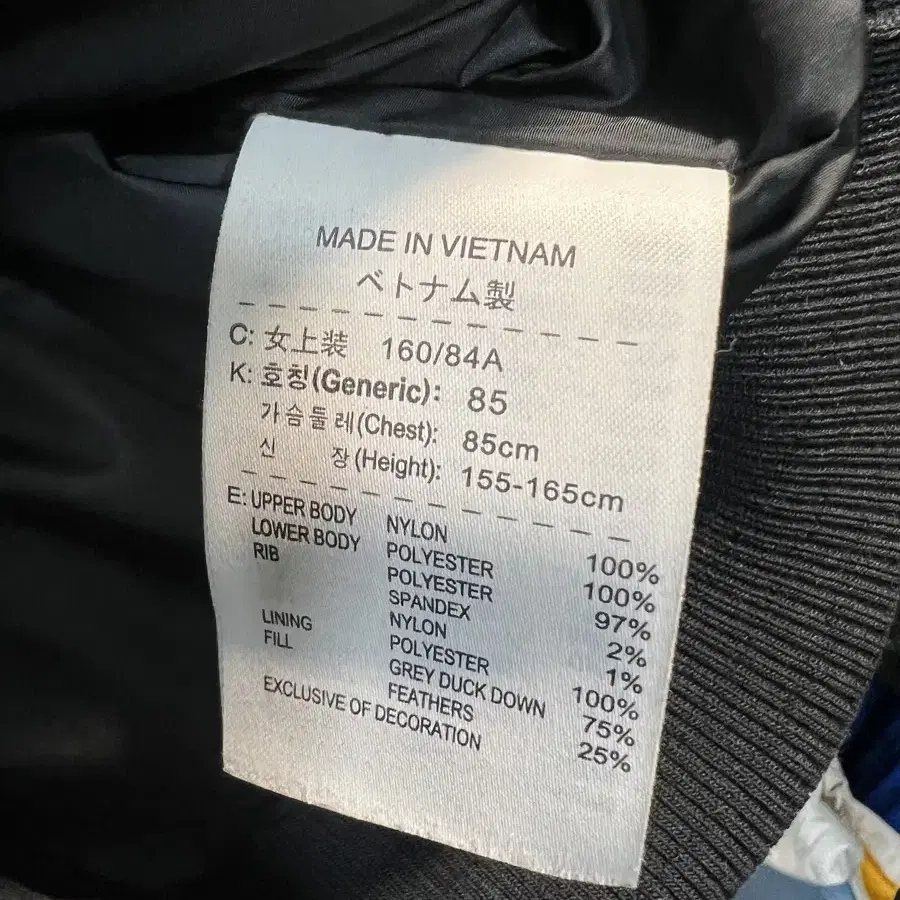 MADE IN VIETNAM
ベトナム製
C: 女上装 160/84A
K: 호칭(Generic): 85
가슴둘레(Chest): 85cm
신 장(Height): 155-165cm
E: UPPER BODY NYLON 100%
LOWER BODY POLYESTER 100%
RIB POLYESTER 97%
SPANDEX 2%
NYLON 1%
LINING POLYESTER 100%
FILL GREY DUCK DOWN 75%
FEATHERS 25%
EXCLUSIVE OF DECORATION